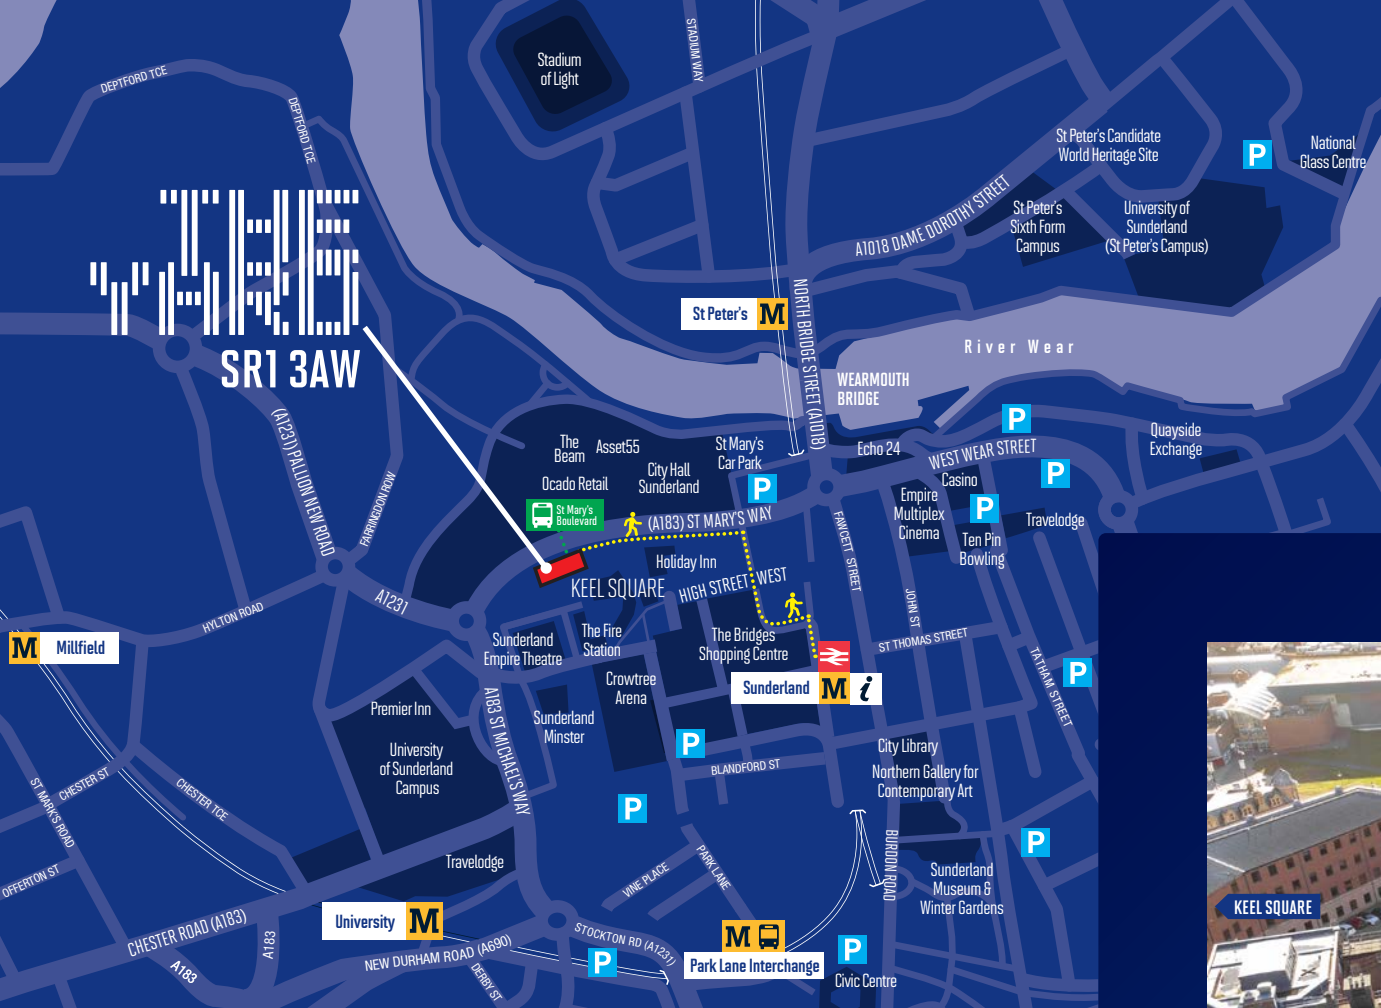 Stadium
of Light
STADIUM WAY
DEPTFORD TCE
DEPTFORD TCE
St Peter's Candidate
World Heritage Site
P
National
Glass Centre
St Peter's
Sixth Form
Campus
University of
Sunderland
(St Peter's Campus)
A1018 DAME DOROTHY STREET
THE
YARD
SR1 3AW
St Peter's M
NORTH BRIDGE STREET (A1018)
River Wear
WEARMOUTH
BRIDGE
(A1231) PALLION NEW ROAD
FARRINGDON ROW
The
Beam
Asset55
St Mary's
Car Park
P
City Hall
Sunderland
Ocado Retail
St Mary's
Boulevard
(A183) ST MARY'S WAY
Echo 24
WEST WEAR STREET
P
P
Quayside
Exchange
Casino
P
Empire
Multiplex
Cinema
Ten Pin
Bowling
Travelodge
FAWCETT STREET
Holiday Inn
KEEL SQUARE
HIGH STREET WEST
JOHN ST
A1231
HYLTON ROAD
M Millfield
Sunderland
Empire Theatre
The Fire
Station
The Bridges
Shopping Centre
ST THOMAS STREET
TATHAM STREET
P
Crowtree
Arena
Sunderland M i
Premier Inn
A183 ST MICHAEL'S WAY
Sunderland
Minster
P
University
of Sunderland
Campus
BLANDFORD ST
City Library
Northern Gallery for
Contemporary Art
ST MARK'S ROAD
CHESTER ST
CHESTER TCE
P
P
Travelodge
VINE PLACE
PARK LANE
BURDON ROAD
Sunderland
Museum &
Winter Gardens
OFFERTON ST
University M
CHESTER ROAD (A183)
A183
A183
NEW DURHAM ROAD (A690)
DERBY ST
STOCKTON RD (A1231)
P
M
Park Lane Interchange
P
Civic Centre
KEEL SQUARE